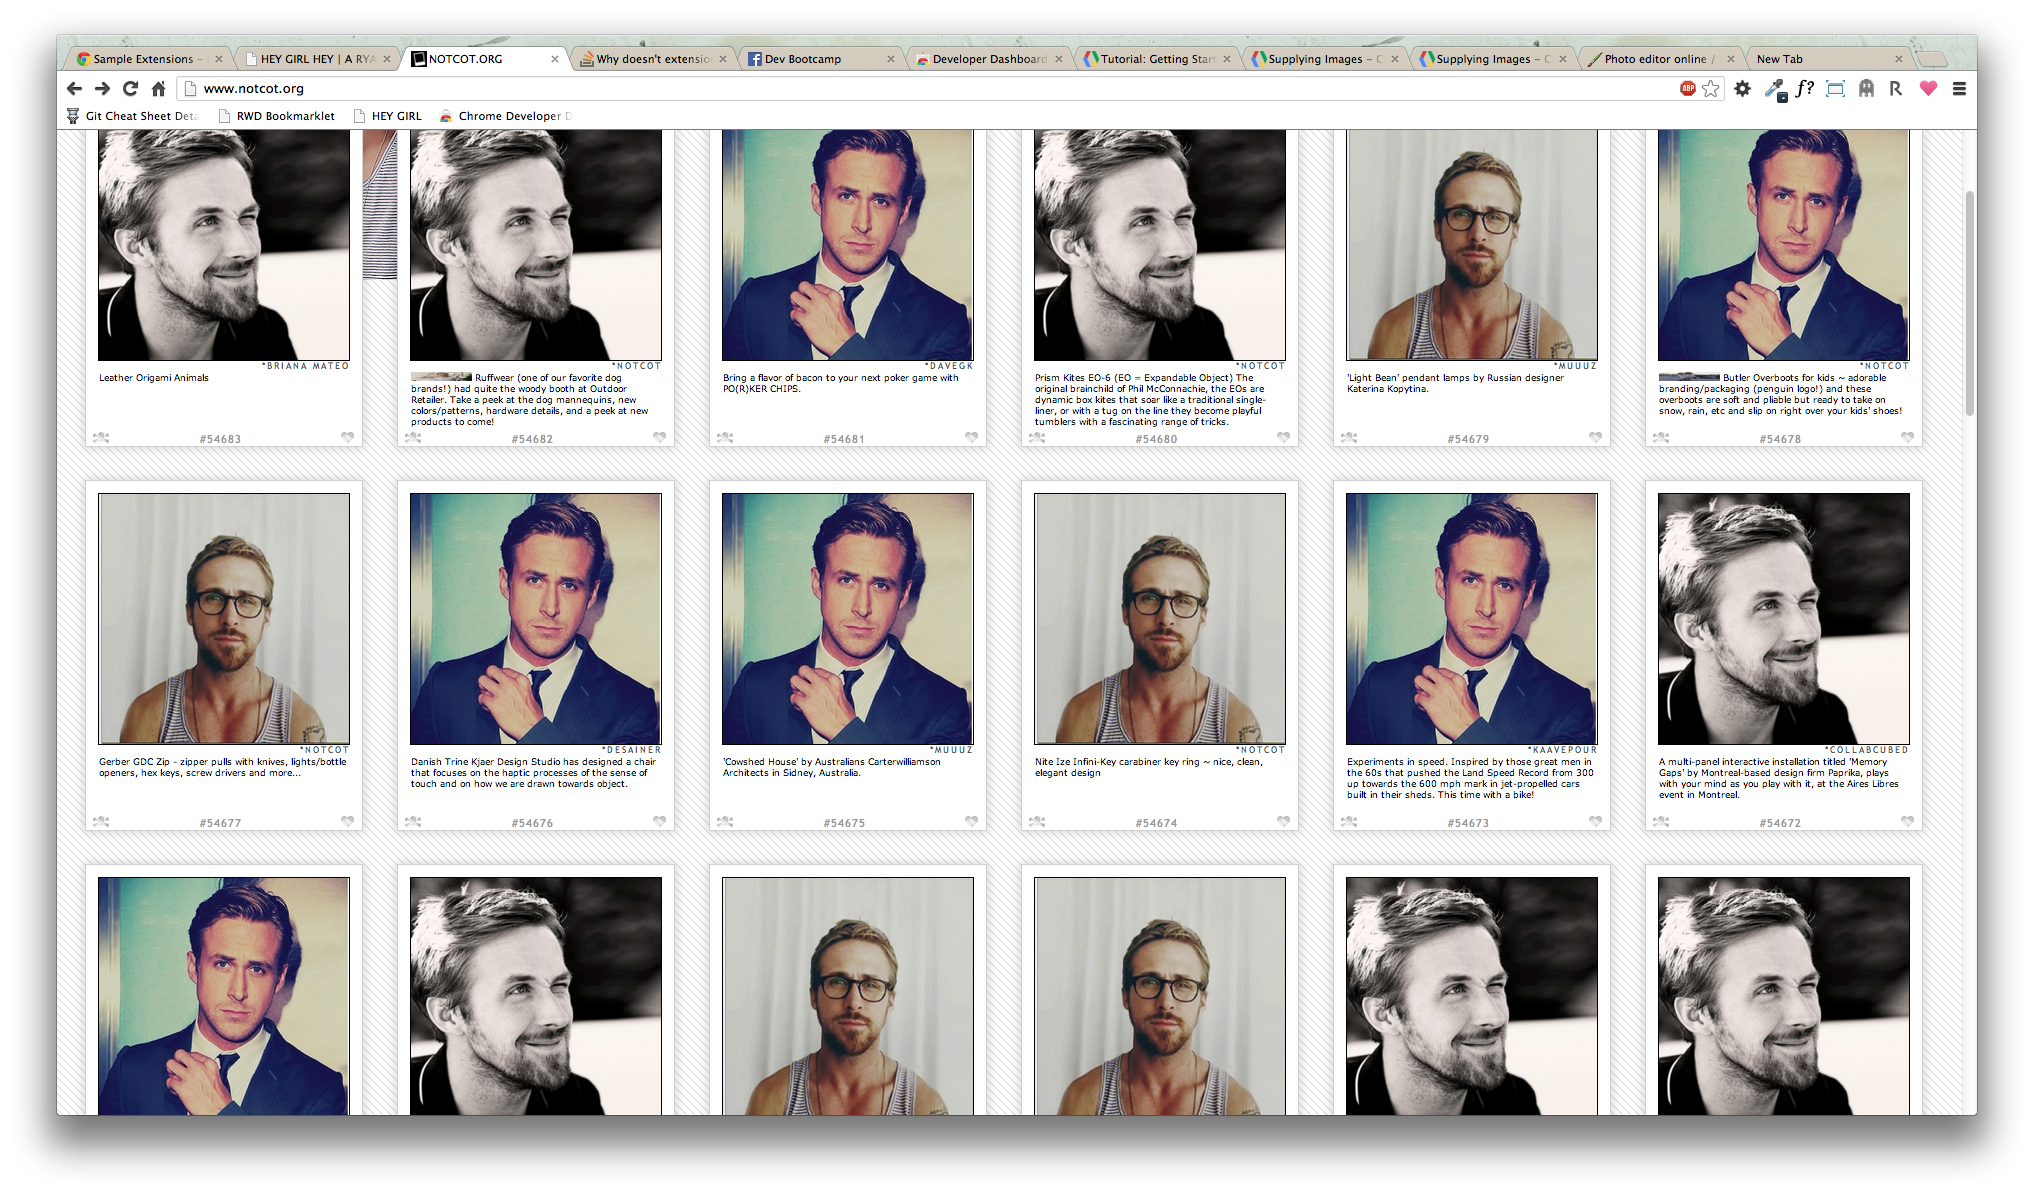 Sample Extensions -
HEY GIRL HEY | A RYA
NOTCOT.ORG
Why doesn't extensio
Dev Bootcamp
Developer Dashboard
Tutorial: Getting Start
Supplying Images - C
Supplying Images - C
Photo editor online /
New Tab
www.notcot.org
ABP
f?
R
Git Cheat Sheet Deta
RWD Bookmarklet
HEY GIRL
Chrome Developer D
*BRIANA MATEO
Leather Origami Animals
#54683
*NOTCOT
Ruffwear (one of our favorite dog
brands!) had quite the woody booth at Outdoor
Retailer. Take a peek at the dog mannequins, new
colors/patterns, hardware details, and a peek at new
products to come!
#54682
*DAVEGK
Bring a flavor of bacon to your next poker game with
PO(R)KER CHIPS.
#54681
*NOTCOT
Prism Kites EO-6 (EO = Expandable Object) The
original brainchild of Phil McConnachie, the EOs are
dynamic box kites that soar like a traditional single-
liner, or with a tug on the line they become playful
tumblers with a fascinating range of tricks.
#54680
*MUUUZ
'Light Bean' pendant lamps by Russian designer
Katerina Kopytina.
#54679
*NOTCOT
Butler Overboots for kids ~ adorable
branding/packaging (penguin logo!) and these
overboots are soft and pliable but ready to take on
snow, rain, etc and slip on right over your kids' shoes!
#54678
*NOTCOT
Gerber GDC Zip - zipper pulls with knives, lights/bottle
openers, hex keys, screw drivers and more...
#54677
*DESAINER
Danish Trine Kjaer Design Studio has designed a chair
that focuses on the haptic processes of the sense of
touch and on how we are drawn towards object.
#54676
*MUUUZ
'Cowshed House' by Australians Carterwilliamson
Architects in Sidney, Australia.
#54675
*NOTCOT
Nite Ize Infini-Key carabiner key ring ~ nice, clean,
elegant design
#54674
*KAAVEPOUR
Experiments in speed. Inspired by those great men in
the 60s that pushed the Land Speed Record from 300
up towards the 600 mph mark in jet-propelled cars
built in their sheds. This time with a bike!
#54673
*COLLABCUBED
A multi-panel interactive installation titled 'Memory
Gaps' by Montreal-based design firm Paprika, plays
with your mind as you play with it, at the Aires Libres
event in Montreal.
#54672